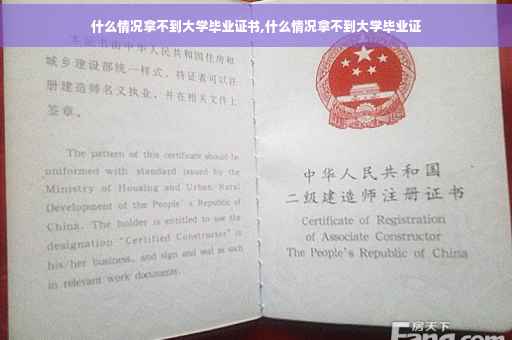 什么情况拿不到大学毕业证书,什么情况拿不到大学毕业证
本证书由中华人民共和国住房和
城乡建设部统一样式，持证表可以在
册建造师名义执业，并在相关文件上
签章。
The pattern of this certificate should be
uniformed with standard issued by the
Ministry of Housing and Urban, Rural
Development of the People's Republic of
China. The holder is entitled to use the
designation "Certified Constructor" in
his/her business, and sign and seal as such
in relevant work documents.
中华人民共和国
二级建造师注册证书
Certificate of Registration
of Associate Constructor
The People's Republic of China
房天下
Fang.com